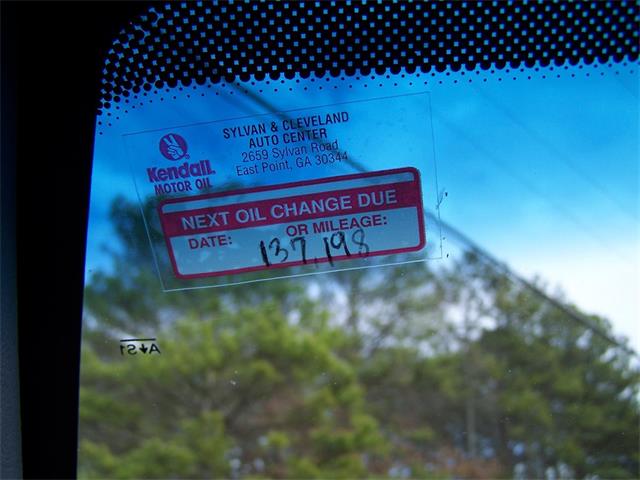 SYLVAN & CLEVELAND
AUTO CENTER
2659 Sylvan Road
East Point, GA 30344
Kendall®
MOTOR OIL
NEXT OIL CHANGE DUE
DATE: OR MILEAGE:
137,198
A↓S1